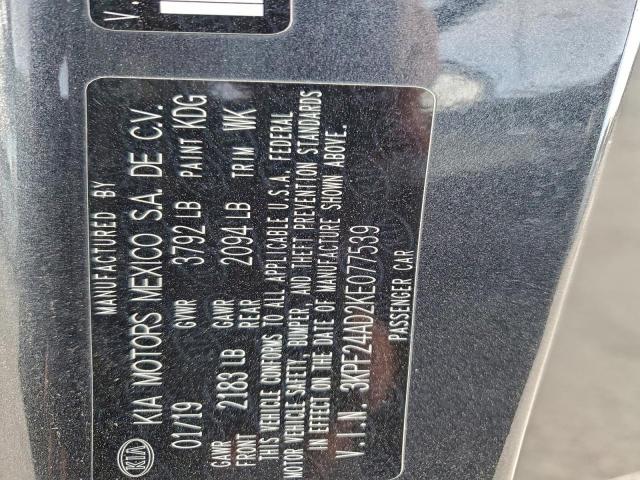 V.
MANUFACTURED BY
KIA KIA MOTORS MEXICO S.A. DE C.V.
01/19 GVWR 3792 LB PAINT KDG
GAWR FRONT 2183 LB GAWR REAR 2094 LB TRIM WK
THIS VEHICLE CONFORMS TO ALL APPLICABLE U.S.A. FEDERAL
MOTOR VEHICLE SAFETY, BUMPER, AND THEFT PREVENTION STANDARDS
IN EFFECT ON THE DATE OF MANUFACTURE SHOWN ABOVE.
V.I.N. 3KPF24AD2KE077539
PASSENGER CAR